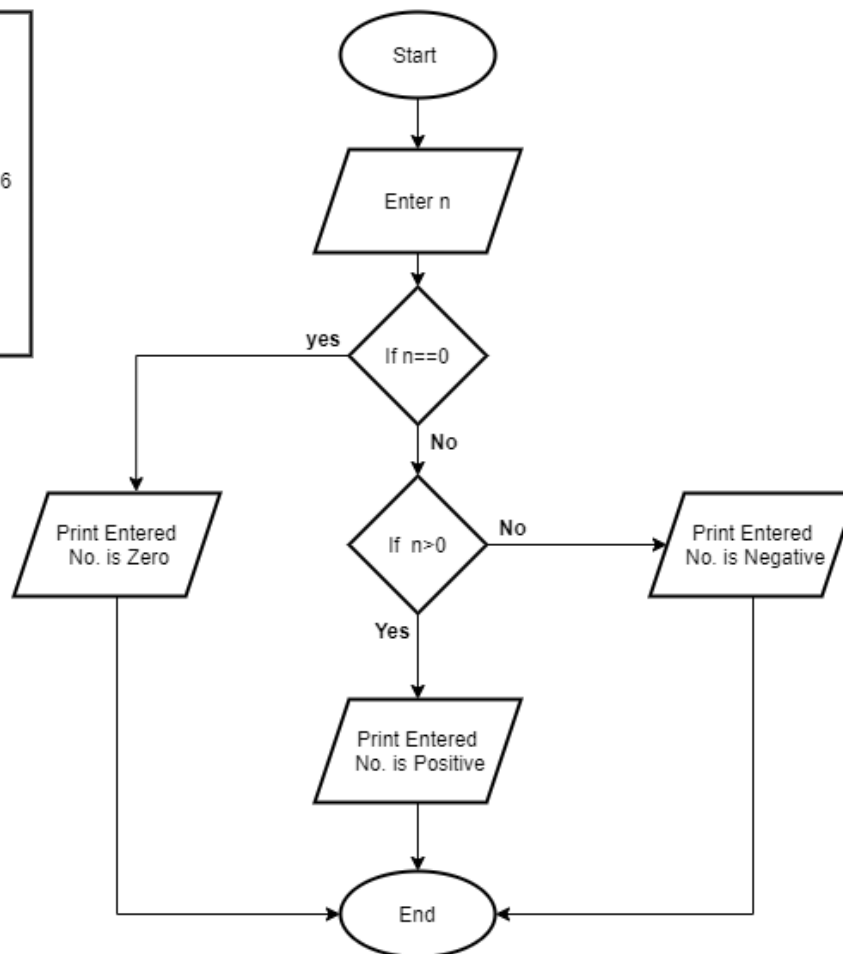 Start
6
Enter n
yes
If n==0
No
Print Entered
No. is Zero
If n>0
No
Print Entered
No. is Negative
Yes
Print Entered
No. is Positive
End